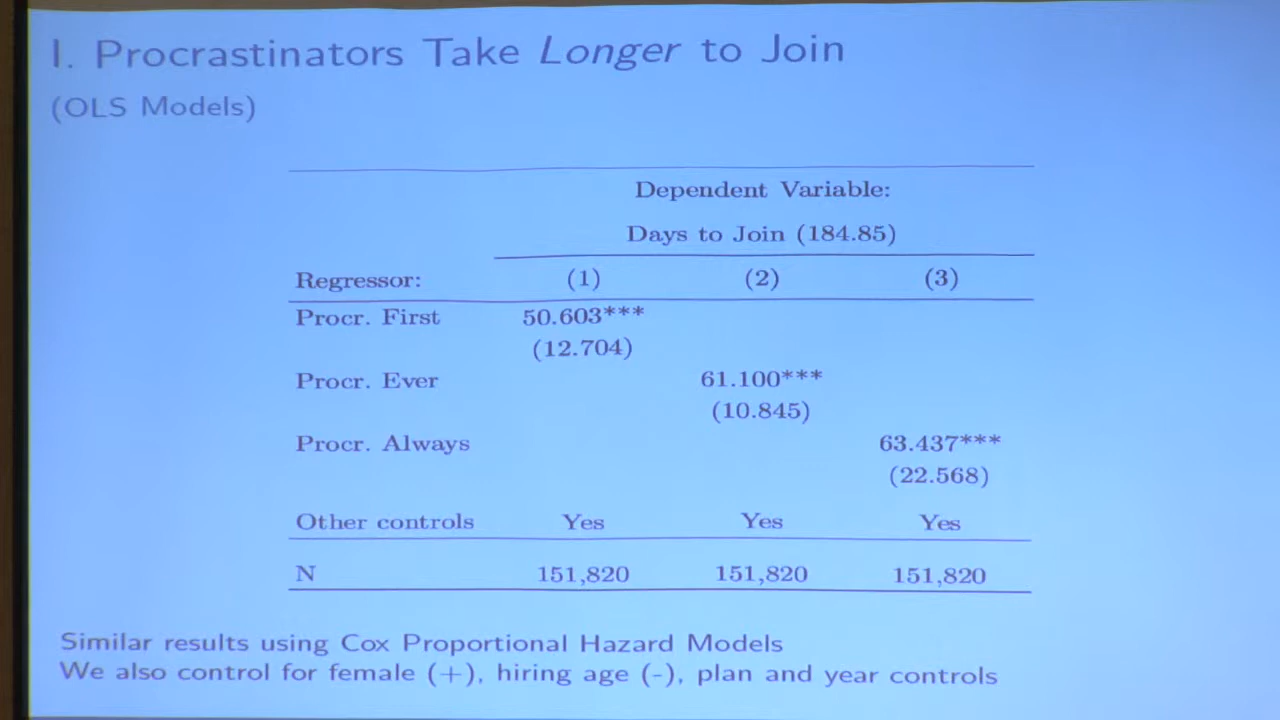 I. Procrastinators Take Longer to Join
(OLS Models)
Dependent Variable:
Days to Join (184.85)
Regressor: (1) (2) (3)
Procr. First 50.603***
(12.704)
Procr. Ever 61.100***
(10.845)
Procr. Always 63.437***
(22.568)
Other controls Yes Yes Yes
N 151,820 151,820 151,820
Similar results using Cox Proportional Hazard Models
We also control for female (+), hiring age (-), plan and year controls